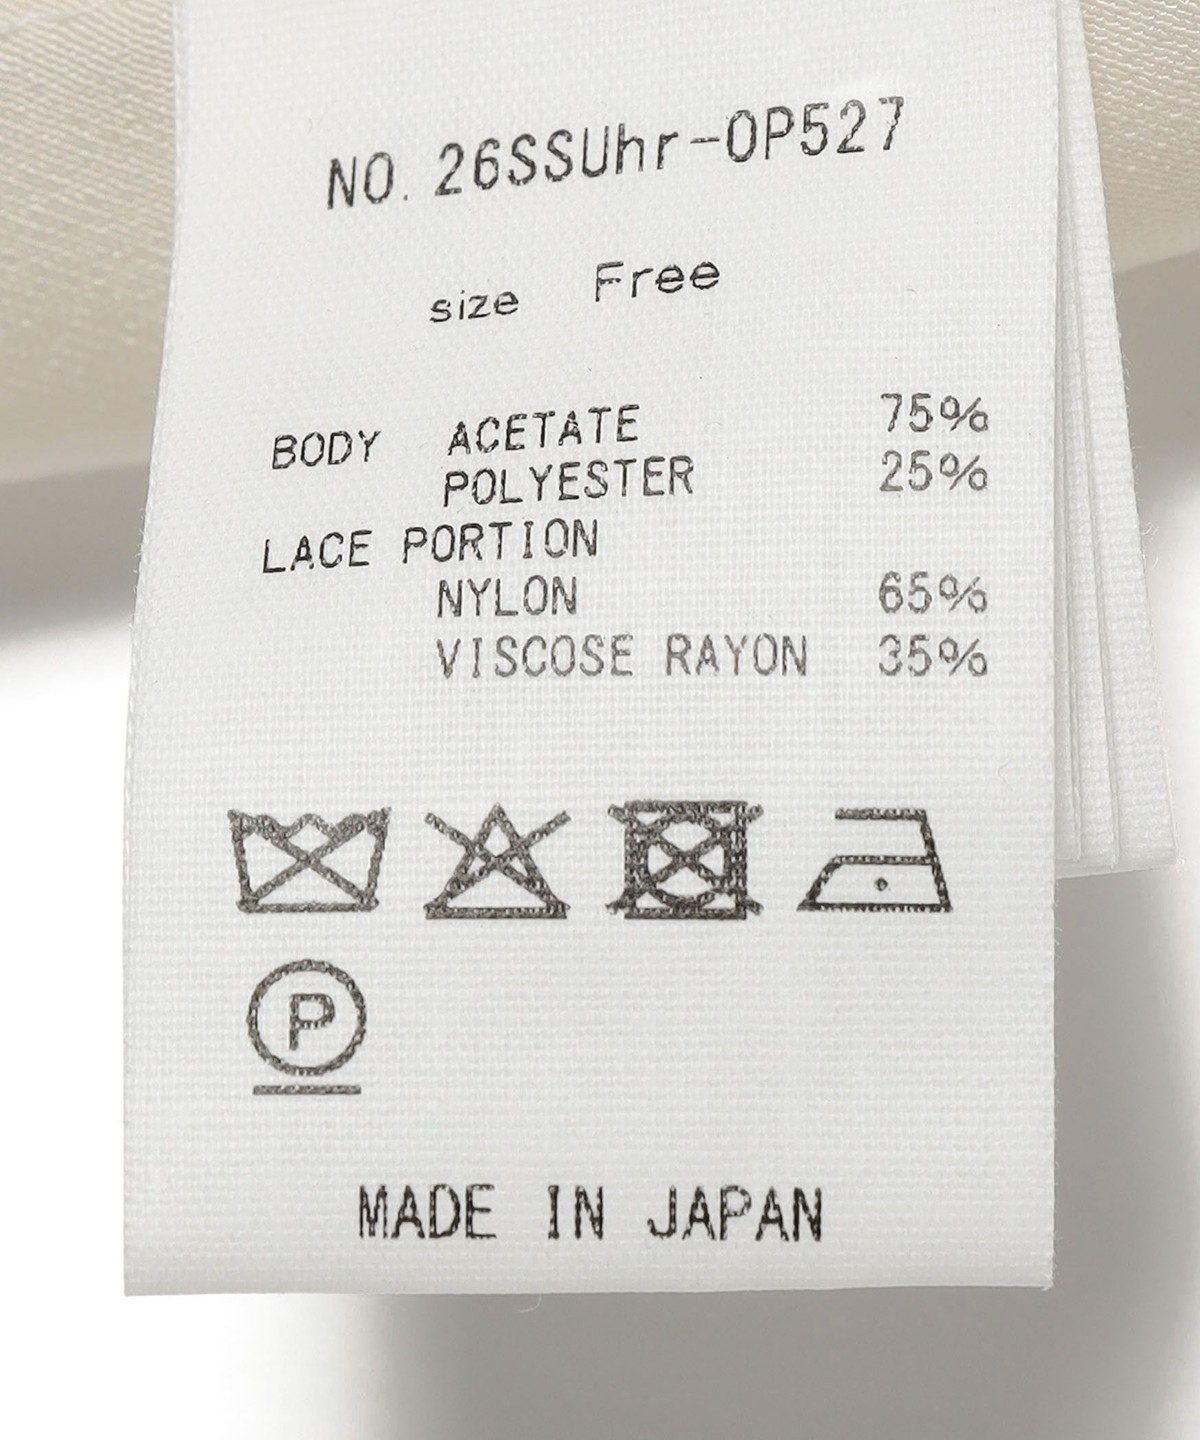 NO. 26SSUhr-OP527
size Free
BODY ACETATE 75%
POLYESTER 25%
LACE PORTION
NYLON 65%
VISCOSE RAYON 35%
P
MADE IN JAPAN